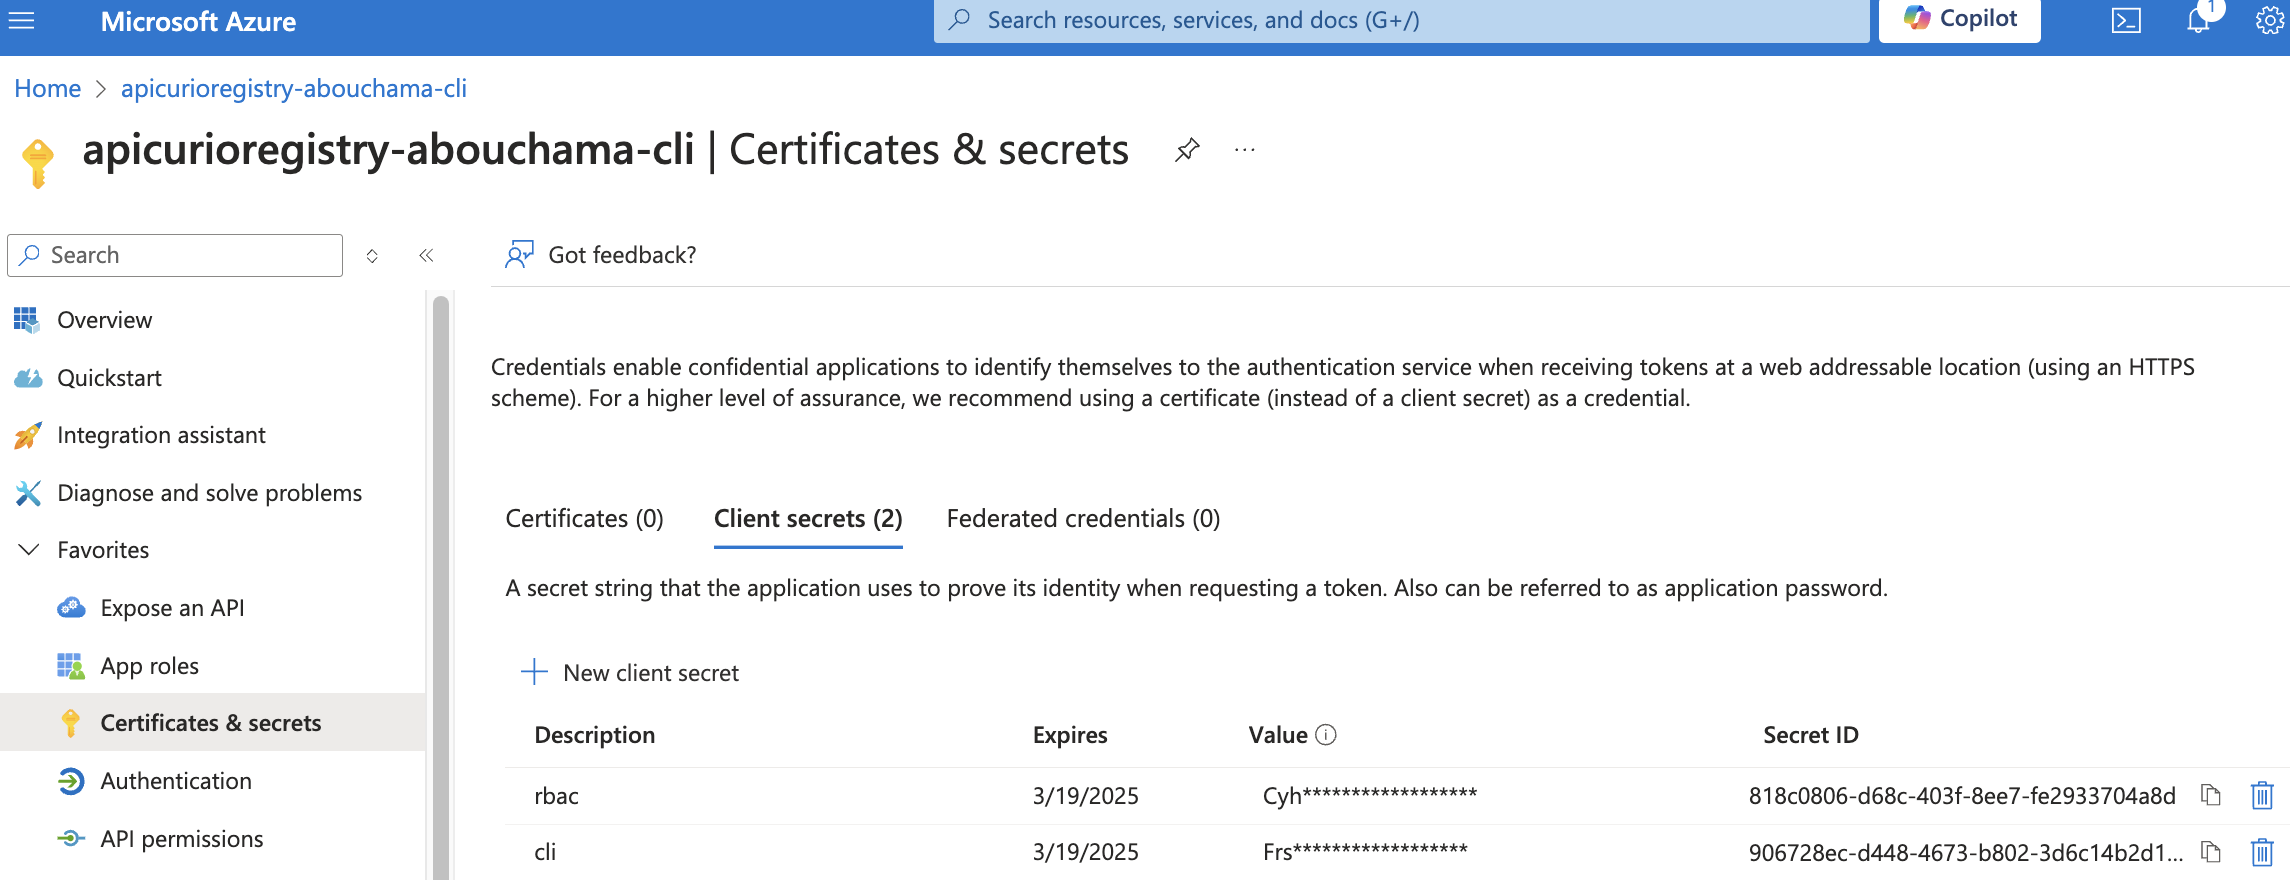 Microsoft Azure
Search resources, services, and docs (G+/)
Copilot
1
Home > apicurioregistry-abouchama-cli
apicurioregistry-abouchama-cli | Certificates & secrets
...
Search
Got feedback?
Overview
Quickstart
Integration assistant
Diagnose and solve problems
Favorites
Expose an API
App roles
Certificates & secrets
Authentication
API permissions
Credentials enable confidential applications to identify themselves to the authentication service when receiving tokens at a web addressable location (using an HTTPS
scheme). For a higher level of assurance, we recommend using a certificate (instead of a client secret) as a credential.
Certificates (0) Client secrets (2) Federated credentials (0)
A secret string that the application uses to prove its identity when requesting a token. Also can be referred to as application password.
New client secret
Description Expires Value Secret ID
rbac 3/19/2025 Cyh****************** 818c0806-d68c-403f-8ee7-fe2933704a8d
cli 3/19/2025 Frs****************** 906728ec-d448-4673-b802-3d6c14b2d1...